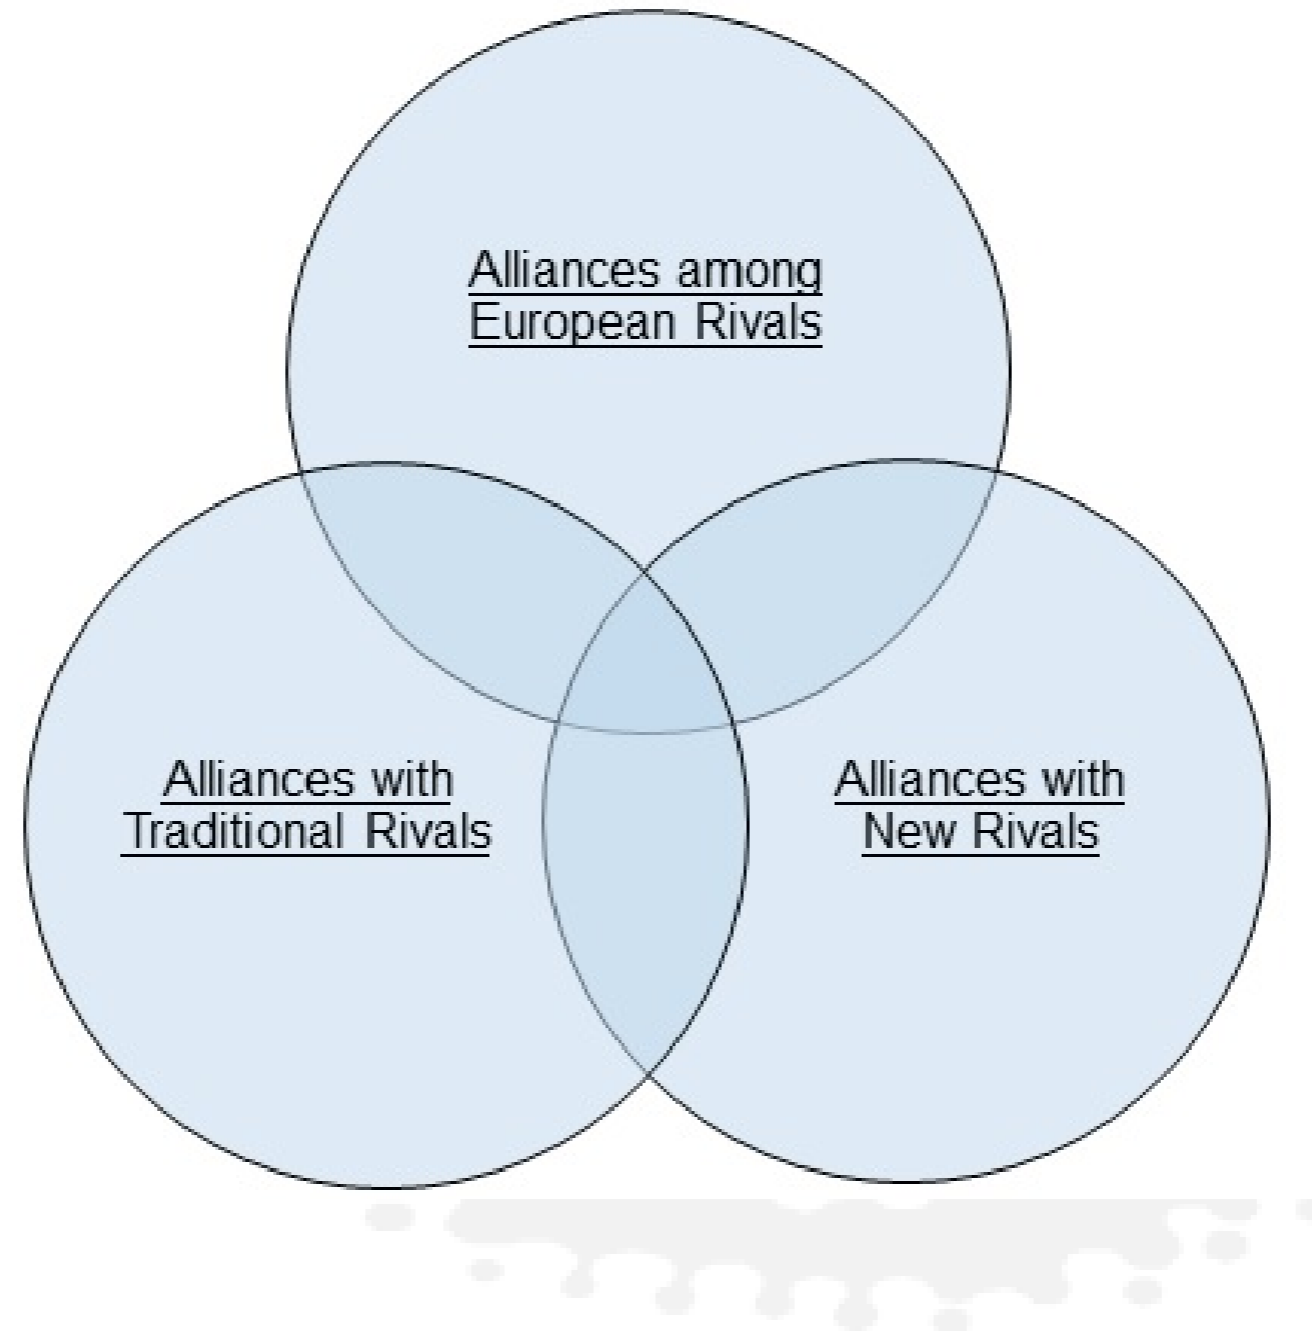 Alliances among
European Rivals
Alliances with
Traditional Rivals
Alliances with
New Rivals